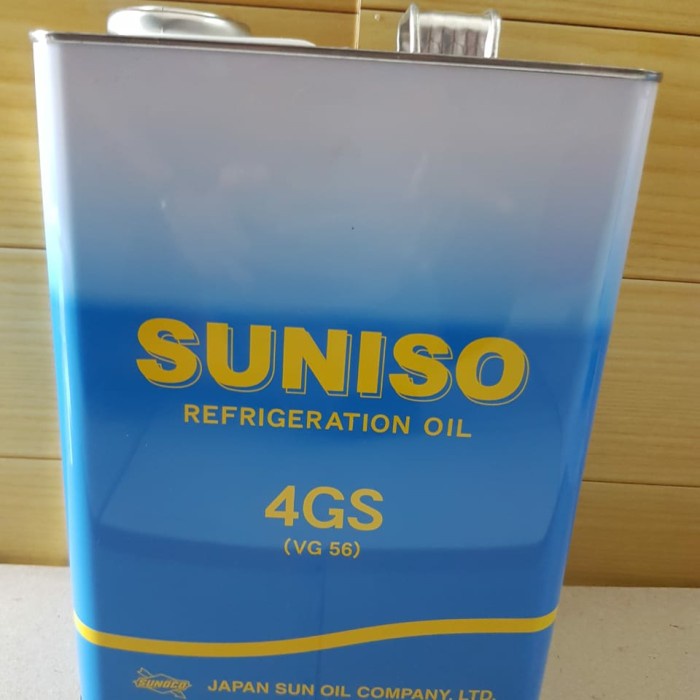 SUNISO
REFRIGERATION OIL
4GS
(VG 56)
SUNOCO
JAPAN SUN OIL COMPANY, LTD.